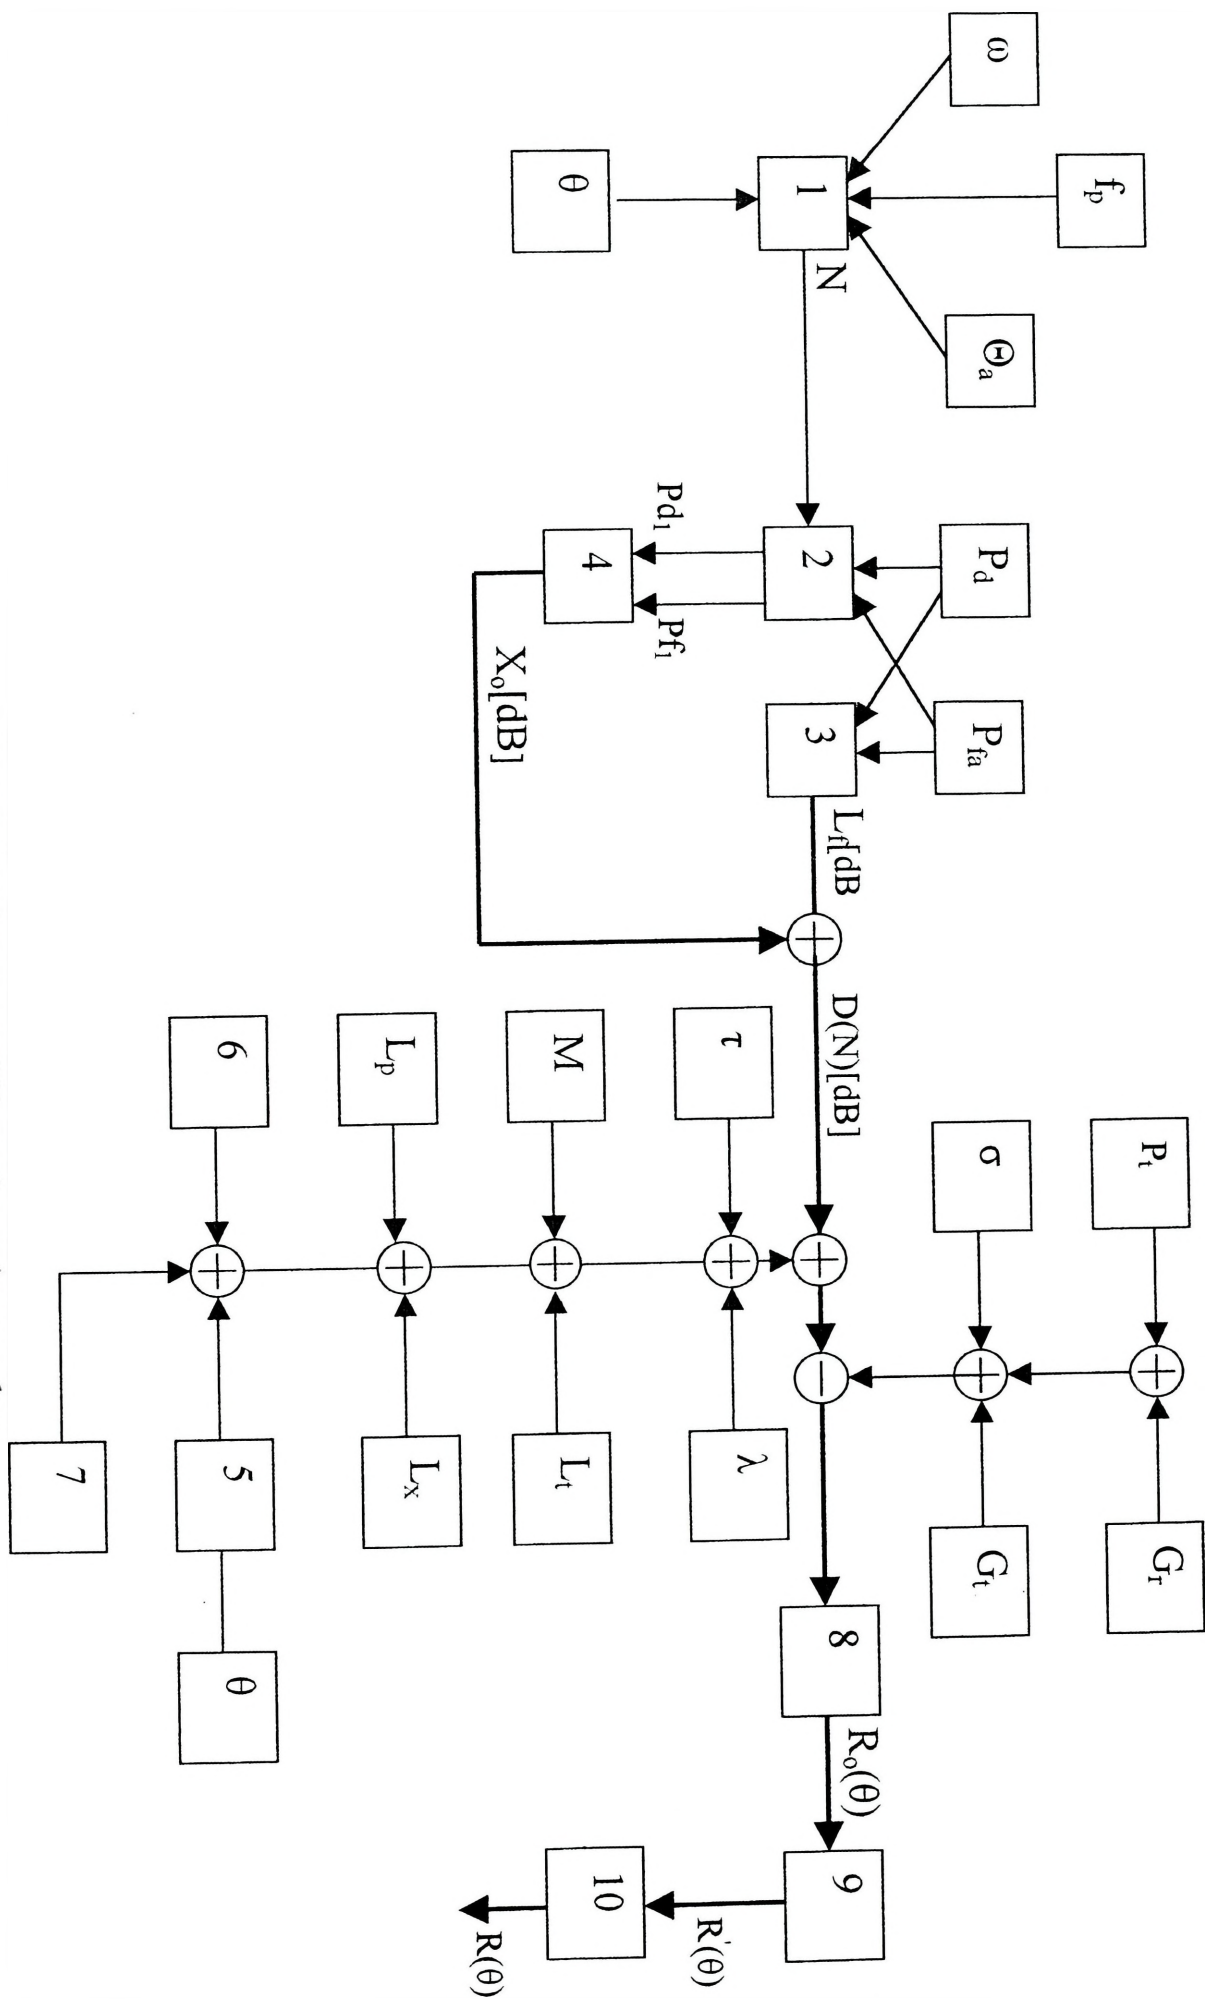 ω
f_p
Θ_a
θ
1
N
P_d
P_fa
2
3
4
Pd_1
Pf_1
X_o[dB]
L_f[dB
D(N)[dB]
P_t
G_r
σ
G_t
τ
λ
M
L_t
L_p
L_x
6
5
7
θ
8
R_o(θ)
9
R'(θ)
10
R(θ)